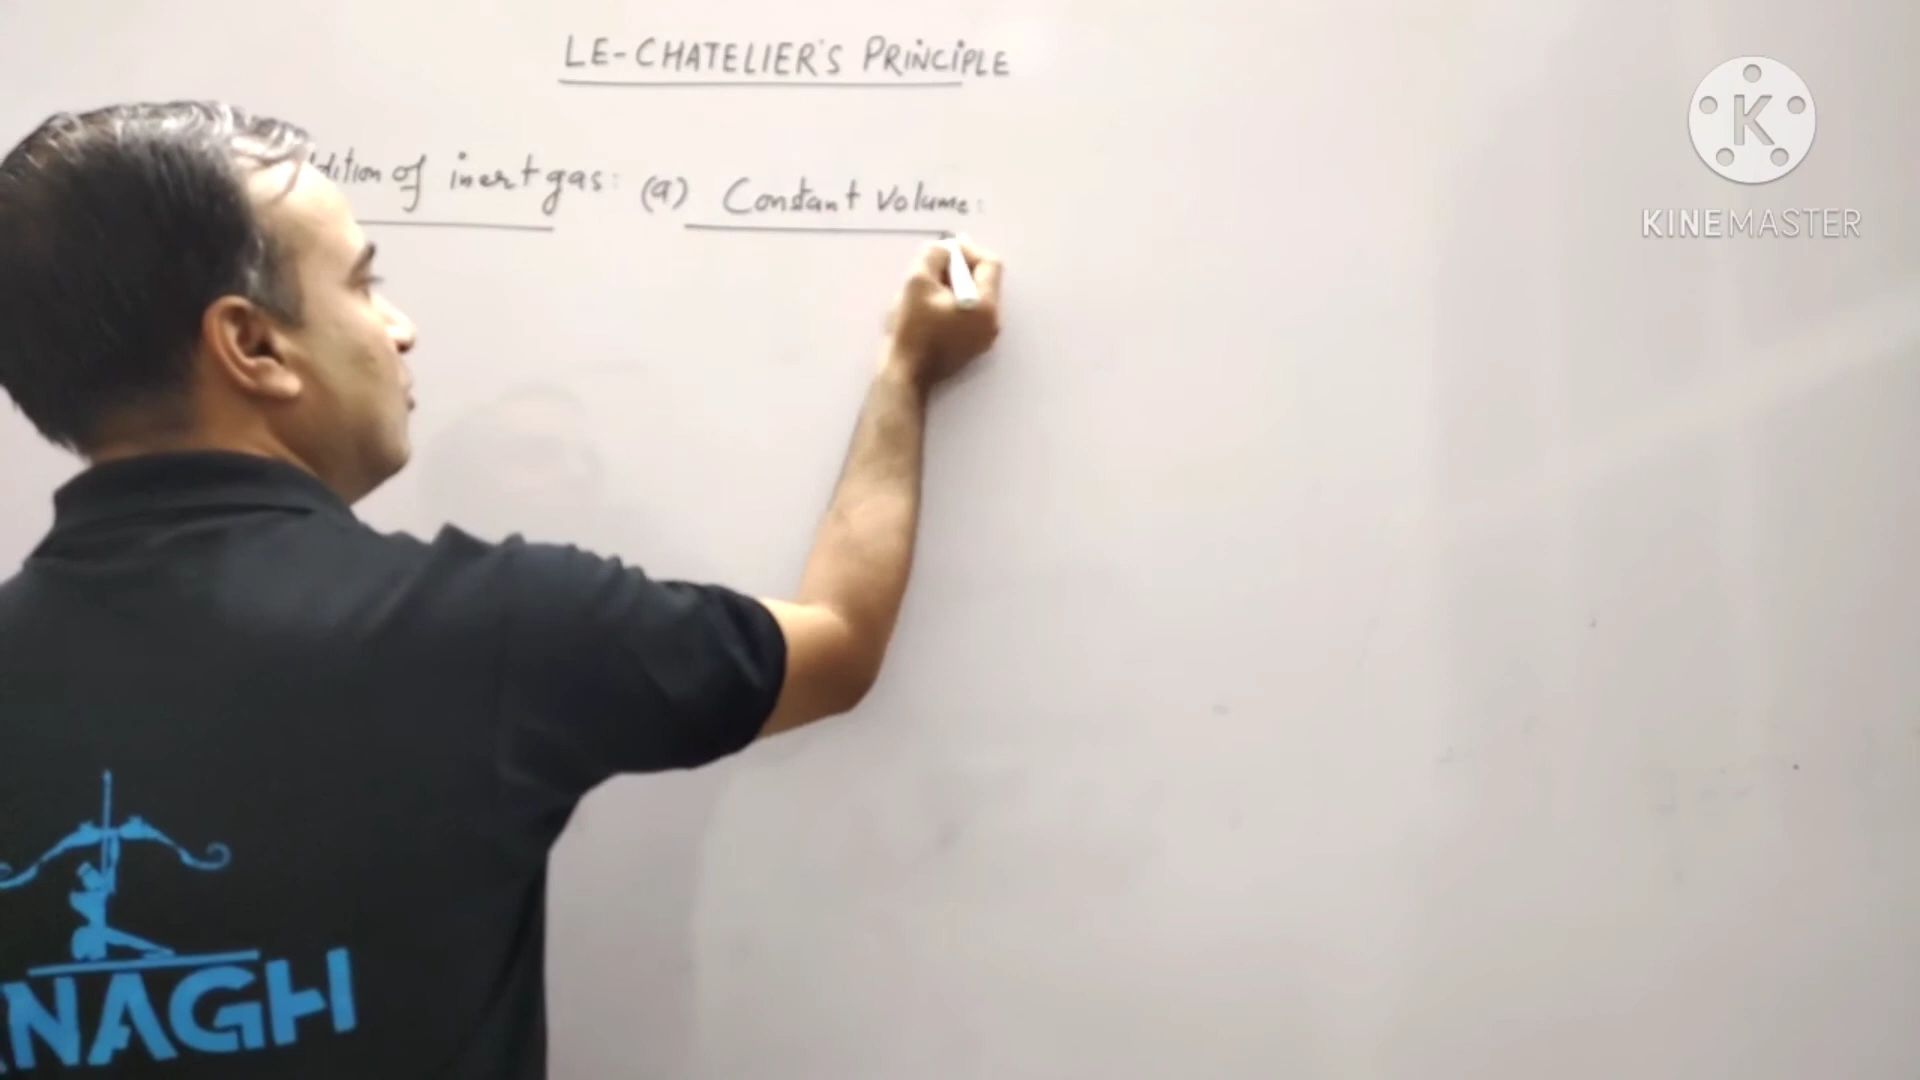 LE-CHATELIER'S PRINCIPLE
dition of inert gas: (a) Constant Volume:
K
KINEMASTER
NAGH